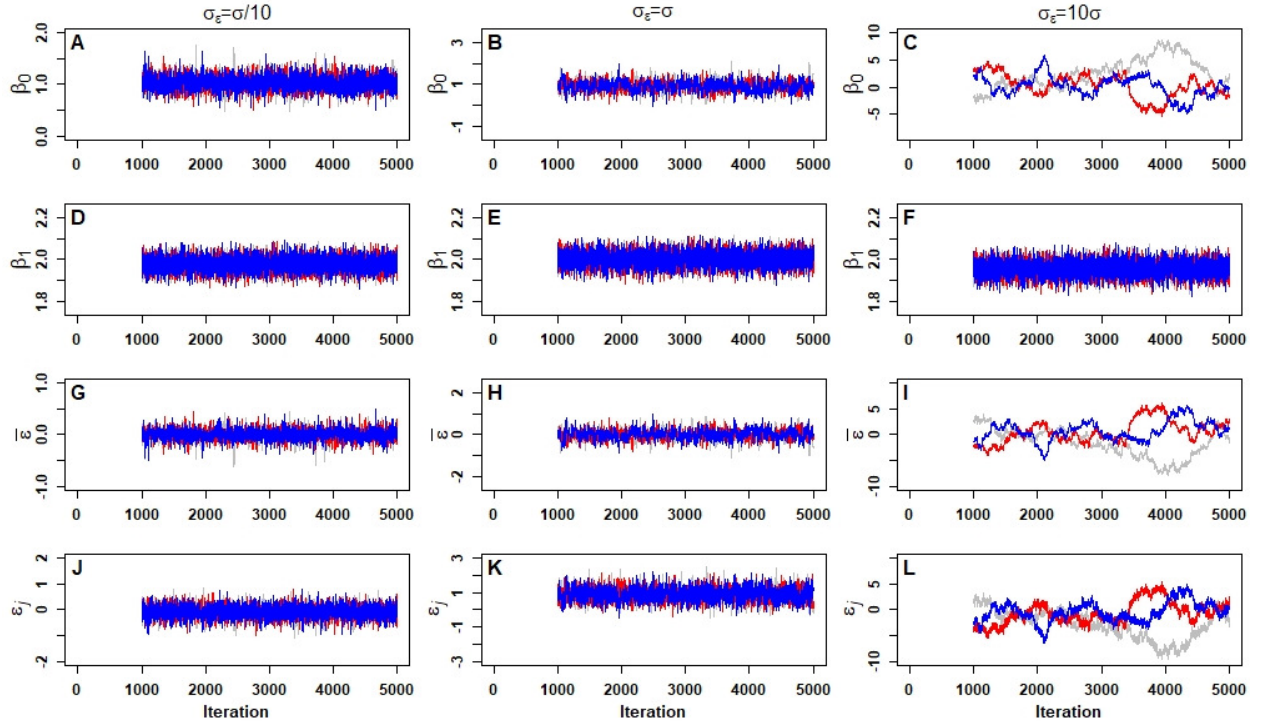 σε=σ/10 σε=σ σε=10σ
A B C
β0 2.0 1.0 0.0 β0 3 1 -1 β0 10 5 0 -5
0 1000 2000 3000 4000 5000 0 1000 2000 3000 4000 5000 0 1000 2000 3000 4000 5000
D E F
β1 2.2 2.0 1.8 β1 2.2 2.0 1.8 β1 2.2 2.0 1.8
0 1000 2000 3000 4000 5000 0 1000 2000 3000 4000 5000 0 1000 2000 3000 4000 5000
G H I
ε̅ 1.0 0.0 -1.0 ε̅ 2 0 -2 ε̅ 5 0 -10
0 1000 2000 3000 4000 5000 0 1000 2000 3000 4000 5000 0 1000 2000 3000 4000 5000
J K L
εj 2 1 0 -2 εj 3 1 -1 -3 εj 5 0 -10
0 1000 2000 3000 4000 5000 0 1000 2000 3000 4000 5000 0 1000 2000 3000 4000 5000
Iteration Iteration Iteration